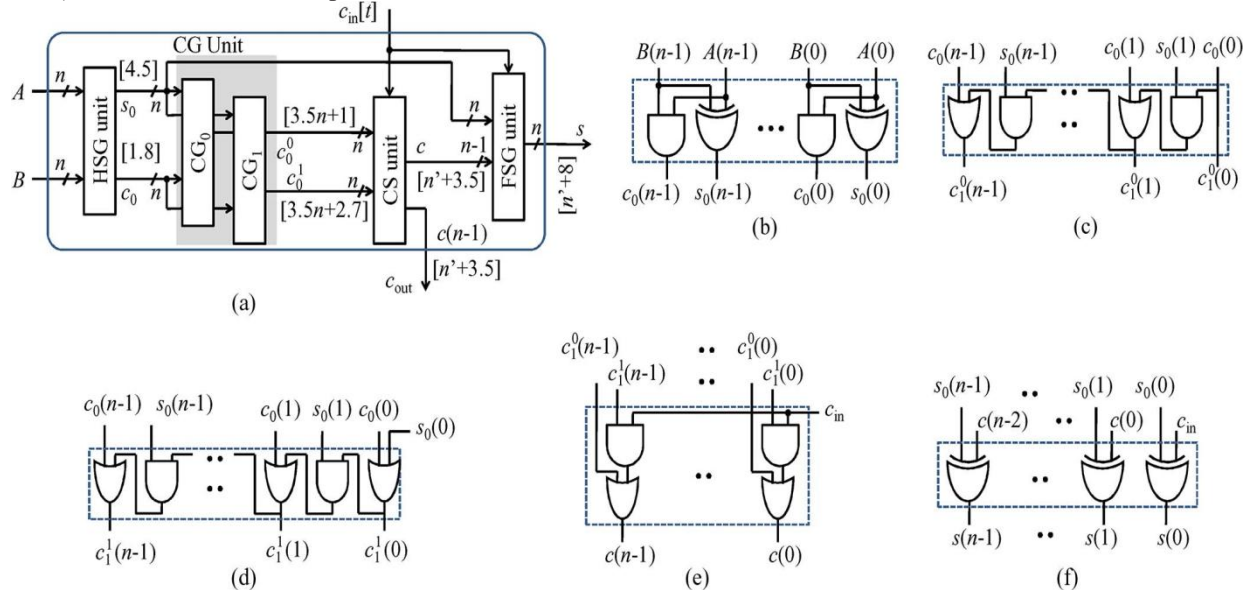 c_in[t]
CG Unit
A
n
HSG unit
[4.5]
s_0
n
CG_0
CG_1
[3.5n+1]
n
c_0^0
c_0^1
n
[3.5n+2.7]
CS unit
n
c
n-1
[n'+3.5]
FSG unit
n
s
[n'+8]
B
n
[1.8]
c_0
n
c(n-1)
[n'+3.5]
c_out
(a)
B(n-1) A(n-1) B(0) A(0)
c_0(n-1) s_0(n-1) c_0(0) s_0(0)
(b)
c_0(n-1) s_0(n-1) c_0(1) s_0(1) c_0(0)
c_1^0(n-1) c_1^0(1) c_1^0(0)
(c)
c_0(n-1) s_0(n-1) c_0(1) s_0(1) c_0(0) s_0(0)
c_1^1(n-1) c_1^1(1) c_1^1(0)
(d)
c_1^0(n-1) c_1^0(0)
c_1^1(n-1) c_1^1(0)
c_in
c(n-1) c(0)
(e)
s_0(n-1) s_0(1) s_0(0)
c(n-2) c(0) c_in
s(n-1) s(1) s(0)
(f)